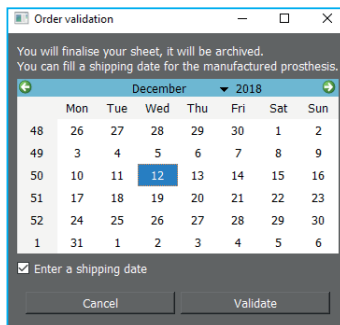 Order validation
You will finalise your sheet, it will be archived.
You can fill a shipping date for the manufactured prosthesis.
December 2018
Mon Tue Wed Thu Fri Sat Sun
48 26 27 28 29 30 1 2
49 3 4 5 6 7 8 9
50 10 11 12 13 14 15 16
51 17 18 19 20 21 22 23
52 24 25 26 27 28 29 30
1 31 1 2 3 4 5 6
Enter a shipping date
Cancel Validate